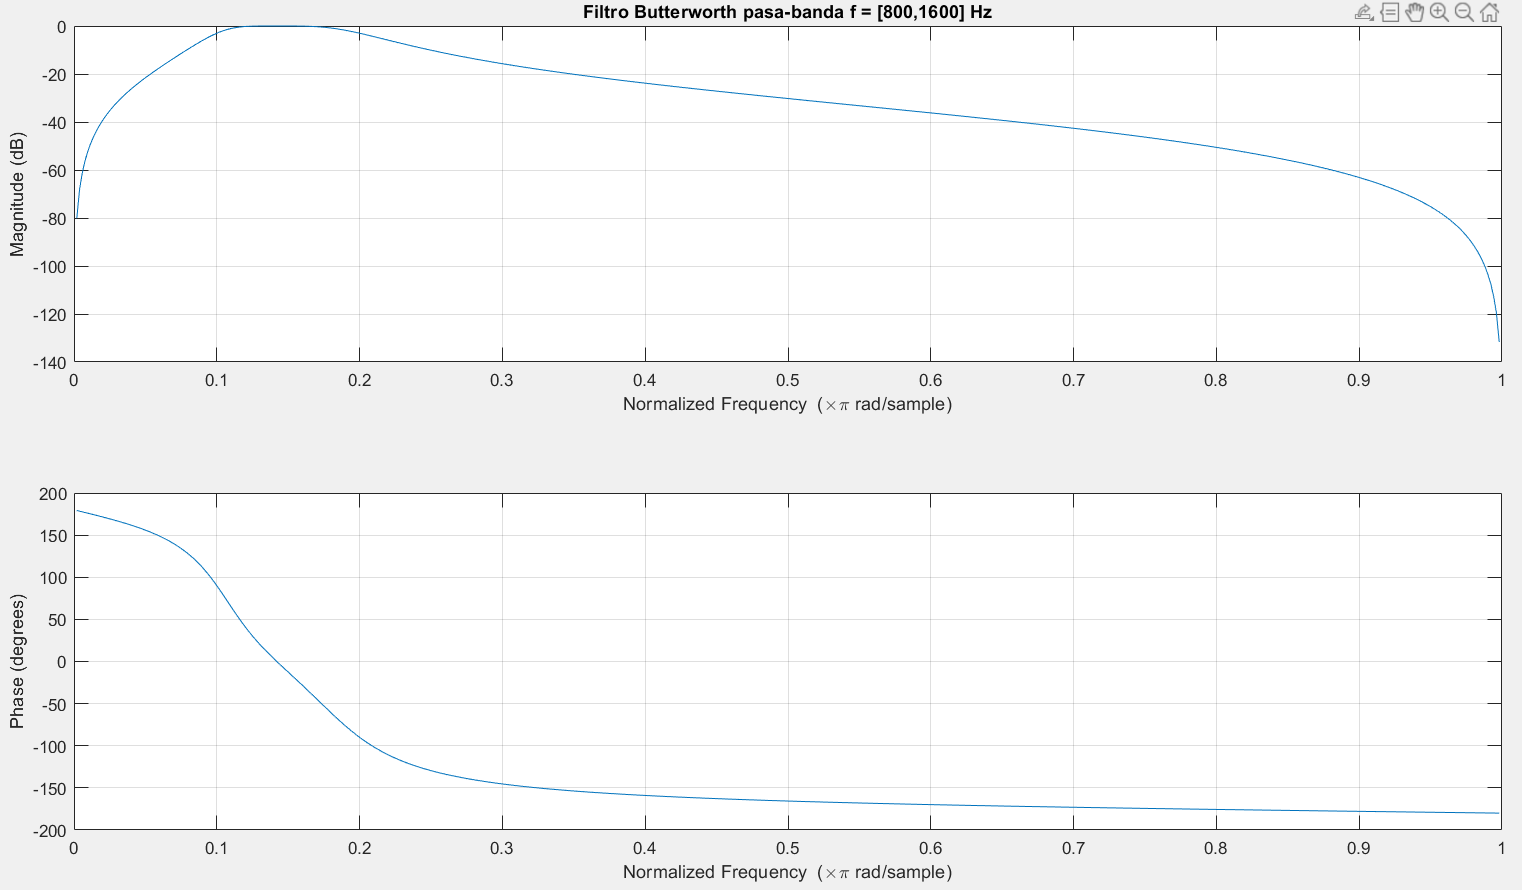 Filtro Butterworth pasa-banda f = [800,1600] Hz
Magnitude (dB)
0
-20
-40
-60
-80
-100
-120
-140
0 0.1 0.2 0.3 0.4 0.5 0.6 0.7 0.8 0.9 1
Normalized Frequency (×π rad/sample)
Phase (degrees)
200
150
100
50
0
-50
-100
-150
-200
0 0.1 0.2 0.3 0.4 0.5 0.6 0.7 0.8 0.9 1
Normalized Frequency (×π rad/sample)